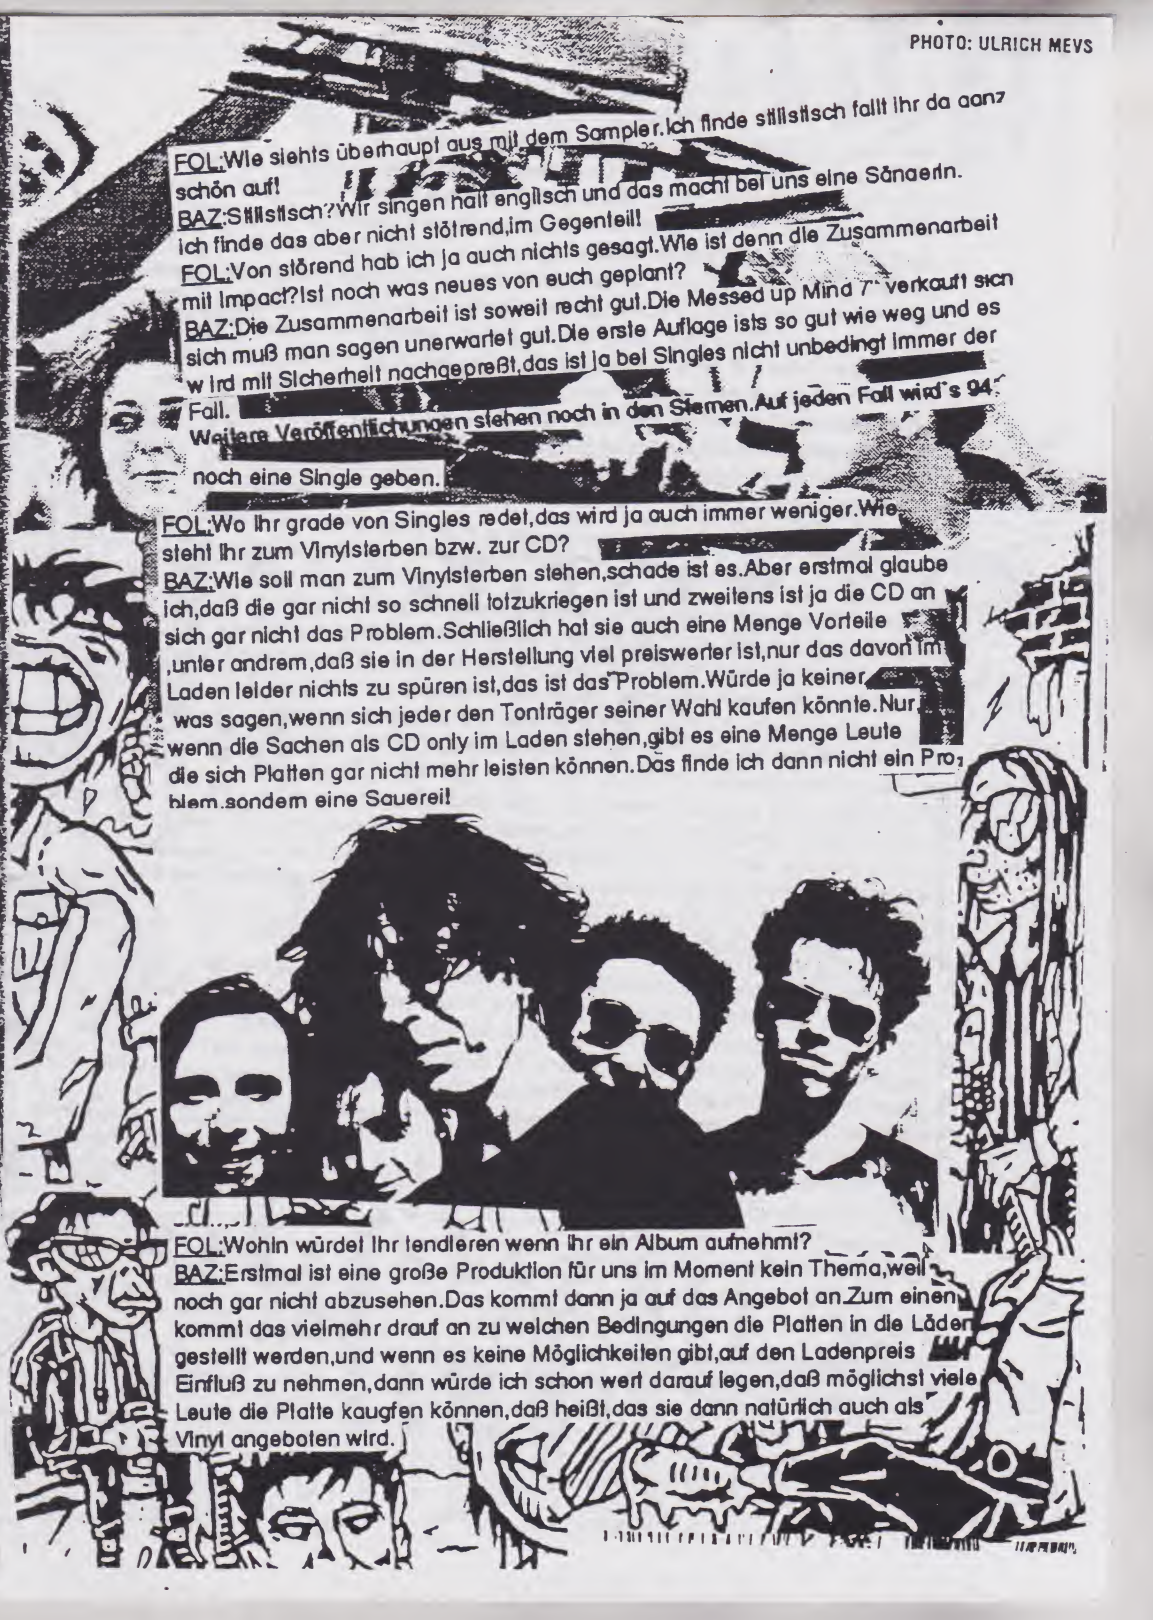 PHOTO: ULRICH MEVS
FOL:Wie siehts überhaupt aus mit dem Sampler.Ich finde stilistisch fallt Ihr da ganz
schön auf!
BAZ:Stilistisch?Wir singen halt englisch und das macht bei uns eine Sängerin.
ich finde das aber nicht stötrend,im Gegenteil!
FOL:Von störend hab ich ja auch nichts gesagt.Wie ist denn die Zusammenarbeit
mit Impact?Ist noch was neues von euch geplant?
BAZ:Die Zusammenarbeit ist soweit recht gut.Die Messed up Mind 7" verkauft sich
sich muß man sagen unerwartet gut.Die erste Auflage ists so gut wie weg und es
w ird mit Sicherheit nachgepreßt,das ist ja bei Singles nicht unbedingt immer der
Fall.
Weitere Veröffentlichungen stehen noch in den Sternen.Auf jeden Fall wird's 94
noch eine Single geben.
FOL:Wo Ihr grade von Singles redet,das wird ja auch immer weniger.Wie
steht Ihr zum Vinylsterben bzw. zur CD?
BAZ:Wie soll man zum Vinylsterben stehen,schade ist es.Aber erstmal glaube
ich,daß die gar nicht so schnell totzukriegen ist und zweitens ist ja die CD an
sich gar nicht das Problem.Schließlich hat sie auch eine Menge Vorteile
,unter andrem,daß sie in der Herstellung viel preiswerter ist,nur das davon im
Laden leider nichts zu spüren ist,das ist das Problem.Würde ja keiner
was sagen,wenn sich jeder den Tonträger seiner Wahl kaufen könnte.Nur,
wenn die Sachen als CD only im Laden stehen,gibt es eine Menge Leute
die sich Platten gar nicht mehr leisten können.Das finde ich dann nicht ein Pro-
blem,sondern eine Sauerei!
FOL:Wohin würdet Ihr tendieren wenn Ihr ein Album aufnehmt?
BAZ:Erstmal ist eine große Produktion für uns im Moment kein Thema,weil
noch gar nicht abzusehen.Das kommt dann ja auf das Angebot an.Zum einen
kommt das vielmehr drauf an zu welchen Bedingungen die Platten in die Läden
gestellt werden,und wenn es keine Möglichkeiten gibt,auf den Ladenpreis
Einfluß zu nehmen,dann würde ich schon wert darauf legen,daß möglichst viele
Leute die Platte kaugfen können,daß heißt,das sie dann natürlich auch als
Vinyl angeboten wird.